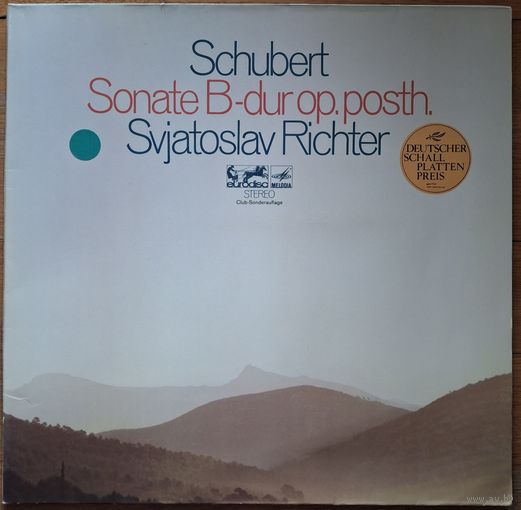 Schubert
Sonate B-dur op. posth.
Svjatoslav Richter
DEUTSCHER
SCHALL
PLATTEN
PREIS
eurodisc MELODIA
STEREO
Club-Sonderauflage